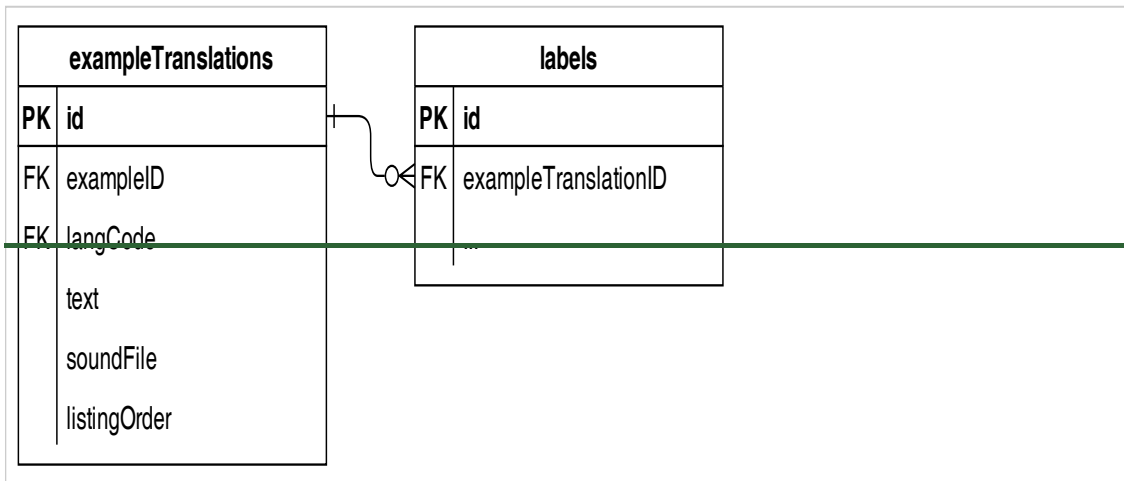 exampleTranslations
PK id
FK exampleID
FK langCode
text
soundFile
listingOrder
labels
PK id
FK exampleTranslationID
...